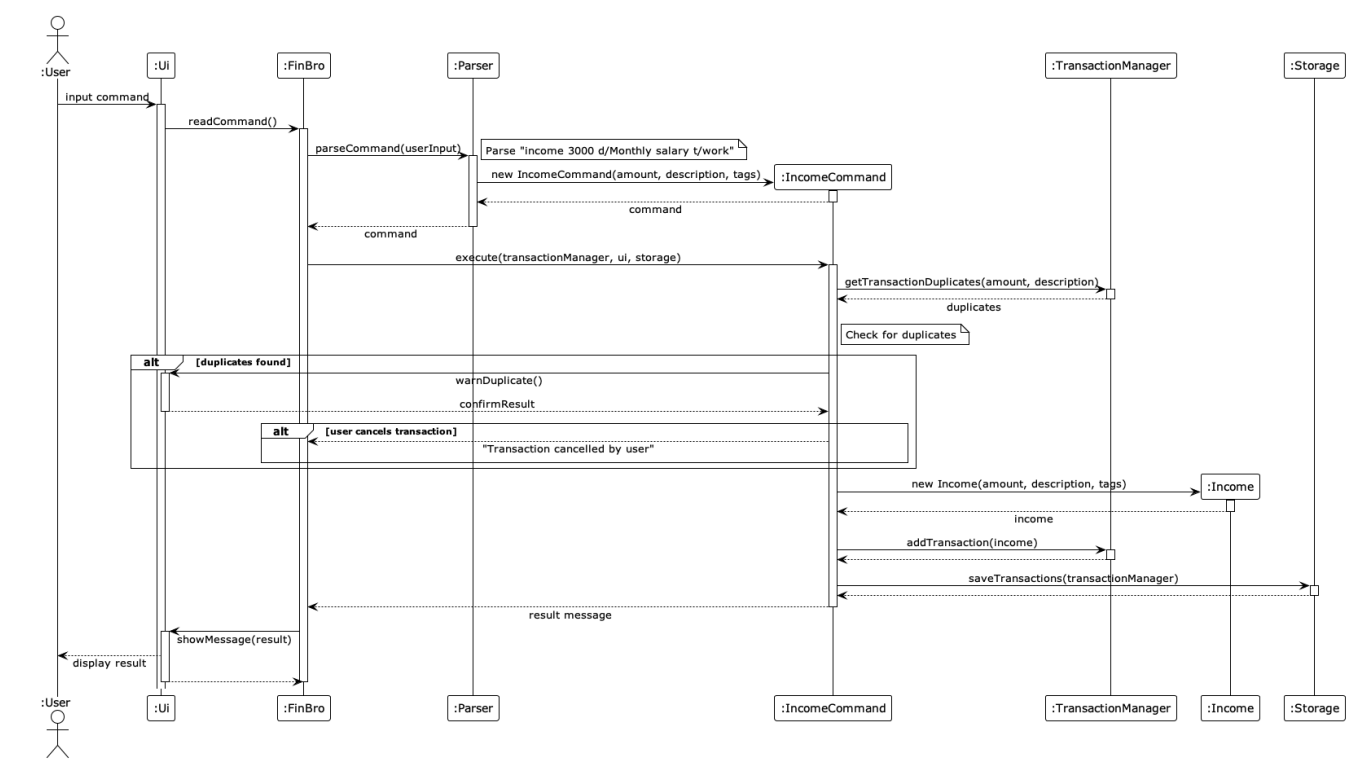 :User
:Ui
:FinBro
:Parser
:TransactionManager
:Storage
input command
readCommand()
parseCommand(userInput)
Parse "income 3000 d/Monthly salary t/work"
new IncomeCommand(amount, description, tags)
:IncomeCommand
command
command
execute(transactionManager, ui, storage)
getTransactionDuplicates(amount, description)
duplicates
Check for duplicates
alt [duplicates found]
warnDuplicate()
confirmResult
alt [user cancels transaction]
"Transaction cancelled by user"
new Income(amount, description, tags)
:Income
income
addTransaction(income)
saveTransactions(transactionManager)
result message
showMessage(result)
display result
:User
:Ui
:FinBro
:Parser
:IncomeCommand
:TransactionManager
:Income
:Storage